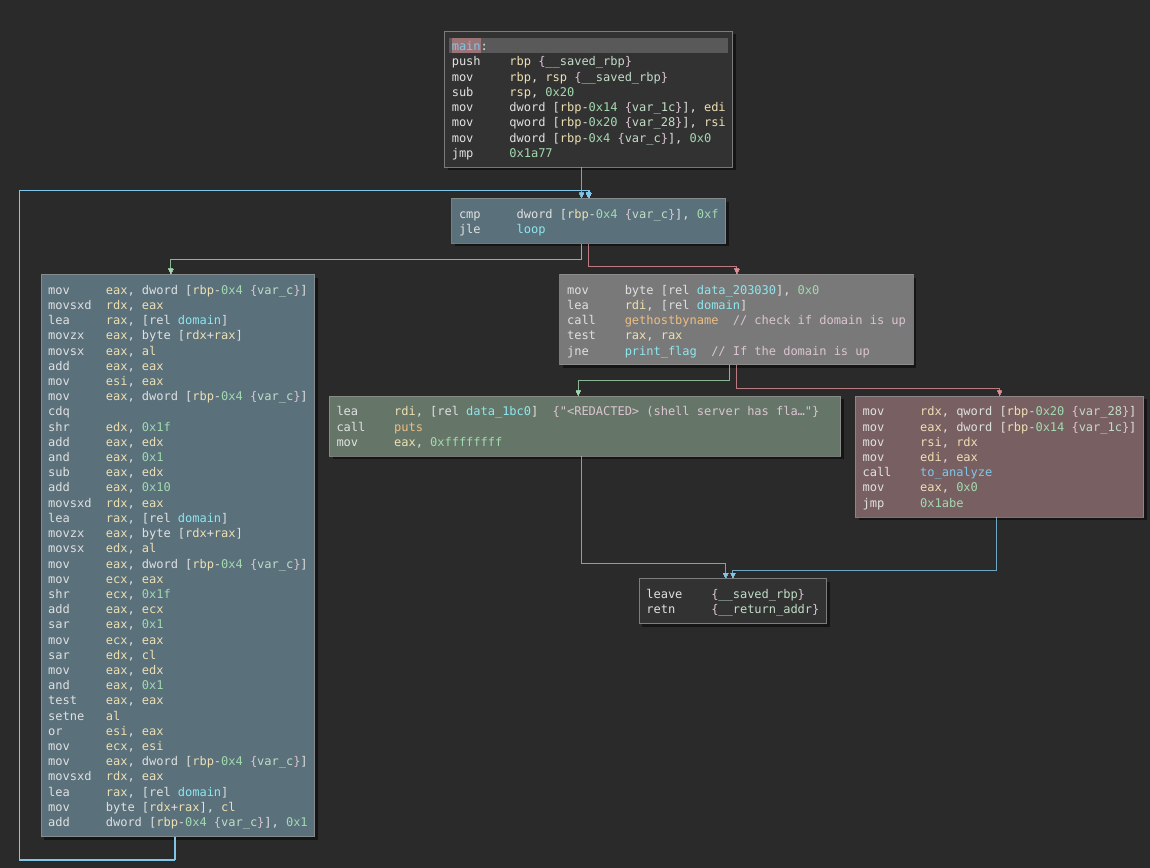 main:
push rbp {__saved_rbp}
mov rbp, rsp {__saved_rbp}
sub rsp, 0x20
mov dword [rbp-0x14 {var_1c}], edi
mov qword [rbp-0x20 {var_28}], rsi
mov dword [rbp-0x4 {var_c}], 0x0
jmp 0x1a77
cmp dword [rbp-0x4 {var_c}], 0xf
jle loop
mov eax, dword [rbp-0x4 {var_c}]
movsxd rdx, eax
lea rax, [rel domain]
movzx eax, byte [rdx+rax]
movsx eax, al
add eax, eax
mov esi, eax
mov eax, dword [rbp-0x4 {var_c}]
cdq
shr edx, 0x1f
add eax, edx
and eax, 0x1
sub eax, edx
add eax, 0x10
movsxd rdx, eax
lea rax, [rel domain]
movzx eax, byte [rdx+rax]
movsx edx, al
mov eax, dword [rbp-0x4 {var_c}]
mov ecx, eax
shr ecx, 0x1f
add eax, ecx
sar eax, 0x1
mov ecx, eax
sar edx, cl
mov eax, edx
and eax, 0x1
test eax, eax
setne al
or esi, eax
mov ecx, esi
mov eax, dword [rbp-0x4 {var_c}]
movsxd rdx, eax
lea rax, [rel domain]
mov byte [rdx+rax], cl
add dword [rbp-0x4 {var_c}], 0x1
mov byte [rel data_203030], 0x0
lea rdi, [rel domain]
call gethostbyname // check if domain is up
test rax, rax
jne print_flag // If the domain is up
lea rdi, [rel data_1bc0] {"<REDACTED> (shell server has fla…"}
call puts
mov eax, 0xffffffff
mov rdx, qword [rbp-0x20 {var_28}]
mov eax, dword [rbp-0x14 {var_1c}]
mov rsi, rdx
mov edi, eax
call to_analyze
mov eax, 0x0
jmp 0x1abe
leave {__saved_rbp}
retn {__return_addr}